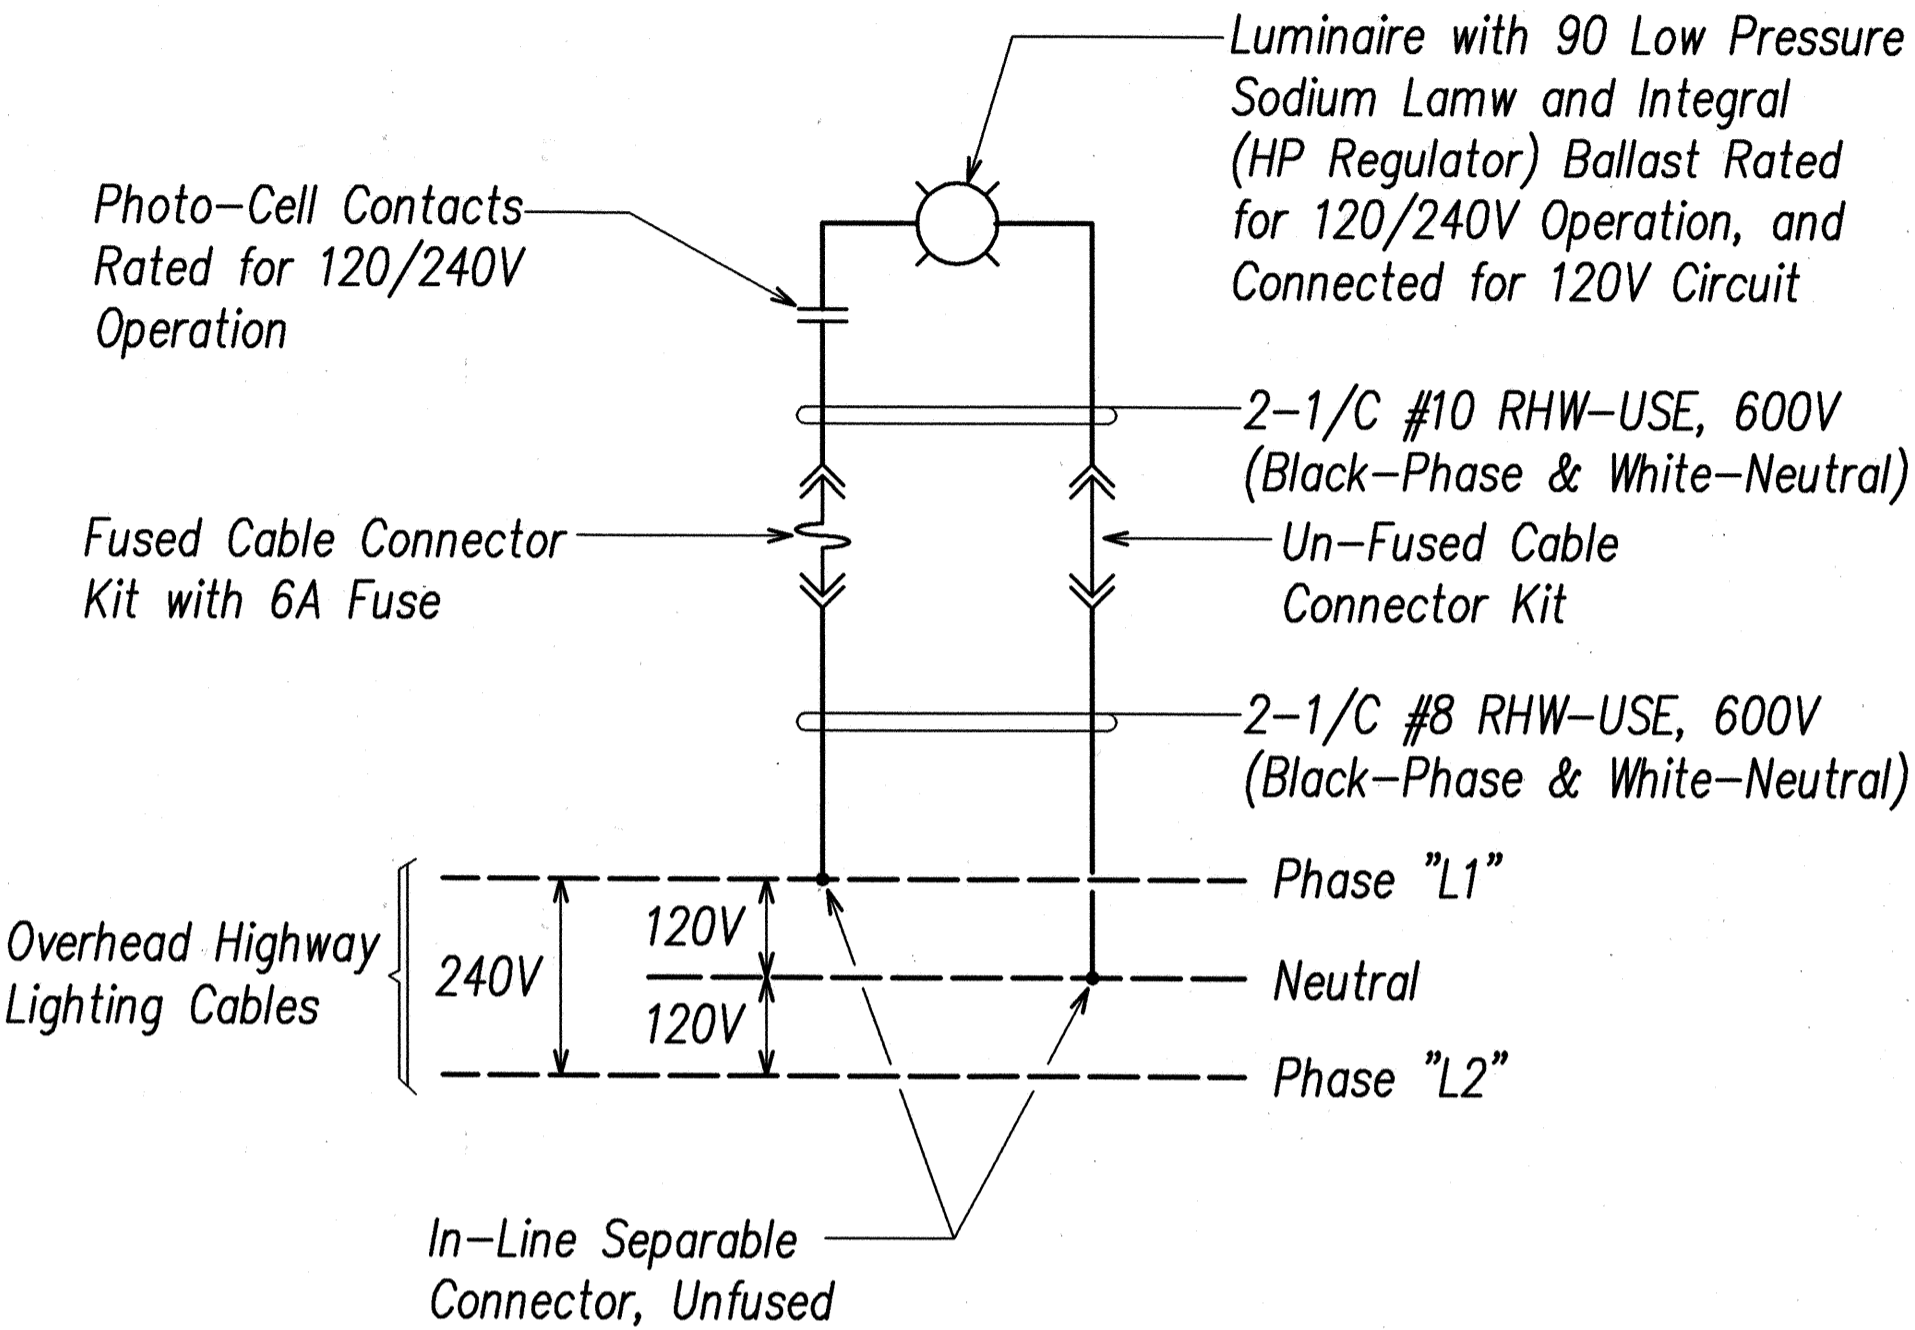 Luminaire with 90 Low Pressure
Sodium Lamw and Integral
(HP Regulator) Ballast Rated
for 120/240V Operation, and
Connected for 120V Circuit
Photo-Cell Contacts
Rated for 120/240V
Operation
2-1/C #10 RHW-USE, 600V
(Black-Phase & White-Neutral)
Fused Cable Connector
Kit with 6A Fuse
Un-Fused Cable
Connector Kit
2-1/C #8 RHW-USE, 600V
(Black-Phase & White-Neutral)
Overhead Highway
Lighting Cables
240V
120V
120V
Phase "L1"
Neutral
Phase "L2"
In-Line Separable
Connector, Unfused